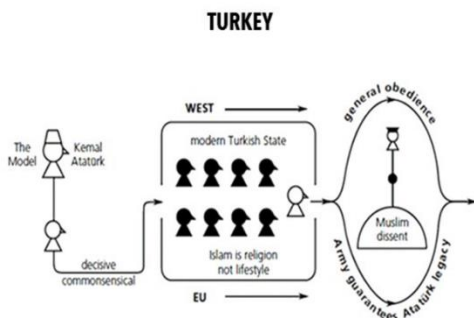 TURKEY
WEST
general obedience
modern Turkish State
The Model
Kemal Atatürk
Muslim dissent
decisive
commonsensical
Islam is religion
not lifestyle
Army guarantees Atatürk legacy
EU